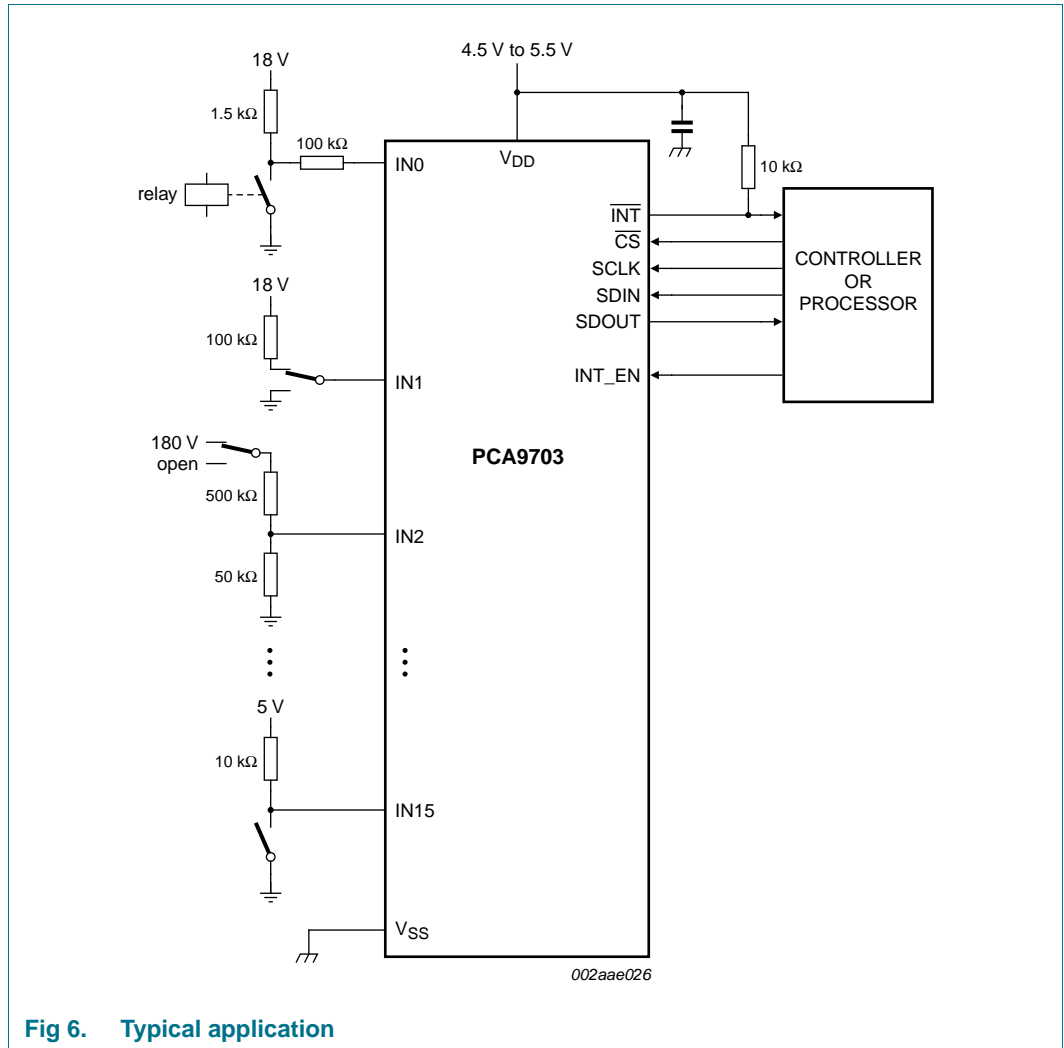 4.5 V to 5.5 V
18 V
1.5 kΩ
100 kΩ
IN0
VDD
10 kΩ
relay
INT
CS
SCLK
SDIN
SDOUT
INT_EN
CONTROLLER
OR
PROCESSOR
18 V
100 kΩ
IN1
180 V
open
500 kΩ
IN2
50 kΩ
PCA9703
5 V
10 kΩ
IN15
VSS
002aae026
Fig 6. Typical application